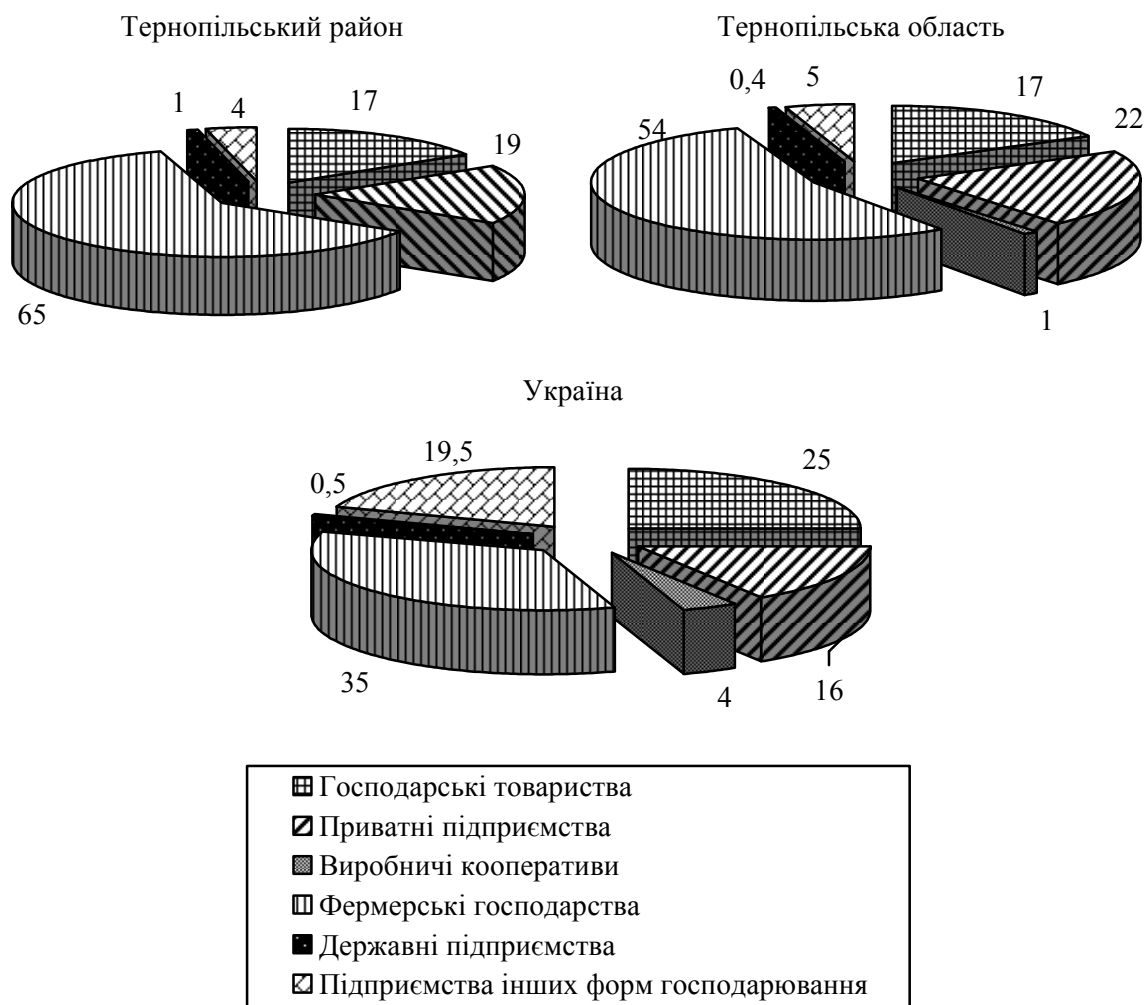 Тернопільський район
Тернопільська область
1
4
17
19
65
0,4
5
17
22
54
1
Україна
19,5
0,5
25
35
4
16
Господарські товариства
Приватні підприємства
Виробничі кооперативи
Фермерські господарства
Державні підприємства
Підприємства інших форм господарювання